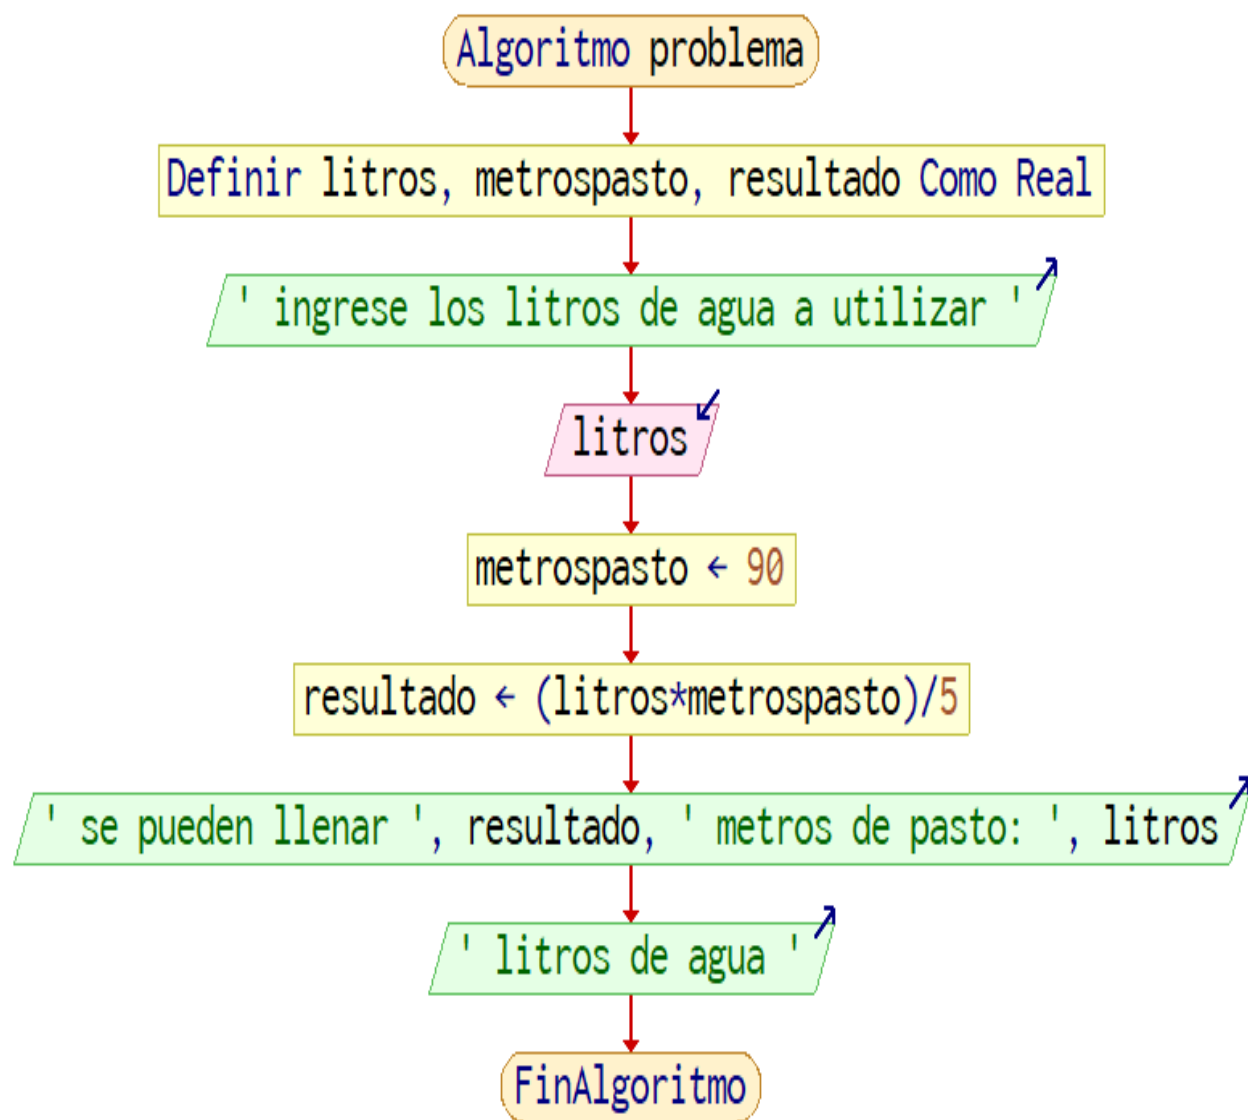 Algoritmo problema
Definir litros, metrospasto, resultado Como Real
' ingrese los litros de agua a utilizar '
litros
metrospasto ← 90
resultado ← (litros*metrospasto)/5
' se pueden llenar ', resultado, ' metros de pasto: ', litros
' litros de agua '
FinAlgoritmo